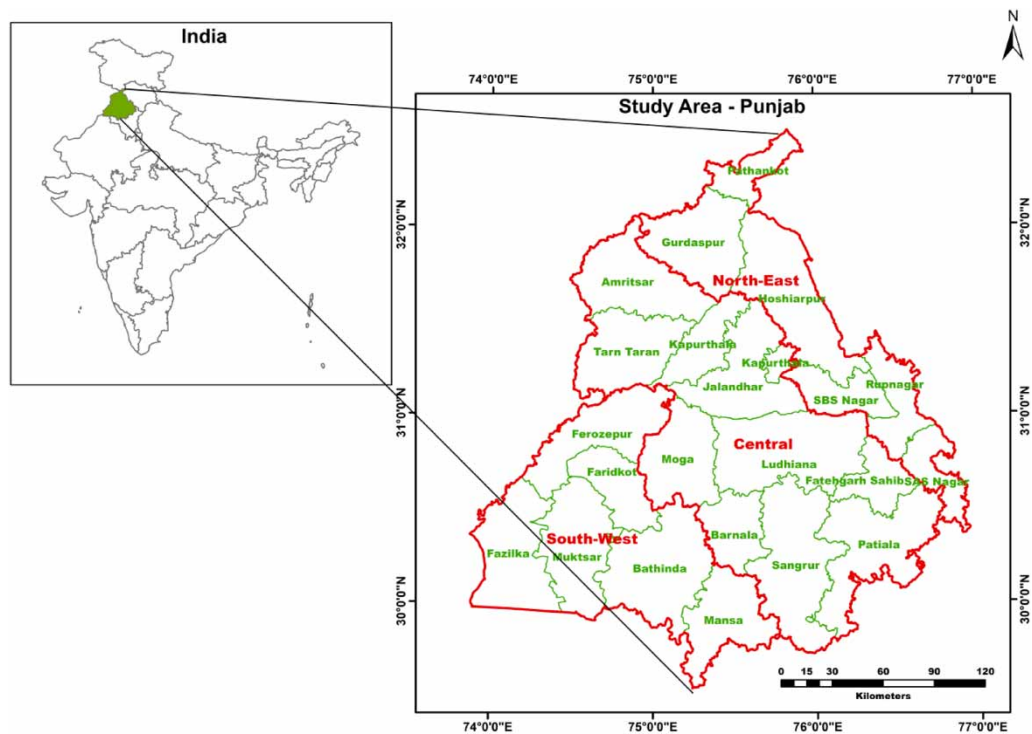 India
N
74°0'0"E
75°0'0"E
76°0'0"E
77°0'0"E
Study Area - Punjab
Pathankot
32°0'0"N
32°0'0"N
Gurdaspur
North-East
Amritsar
Hoshiarpur
Tarn Taran
Kapurthala
Kapurthala
Jalandhar
Rupnagar
SBS Nagar
31°0'0"N
31°0'0"N
Ferozepur
Central
Moga
Ludhiana
Faridkot
Fatehgarh Sahib
SAS Nagar
South-West
Barnala
Patiala
Fazilka
Muktsar
Bathinda
Sangrur
30°0'0"N
30°0'0"N
Mansa
0 15 30 60 90 120
Kilometers
74°0'0"E
75°0'0"E
76°0'0"E
77°0'0"E